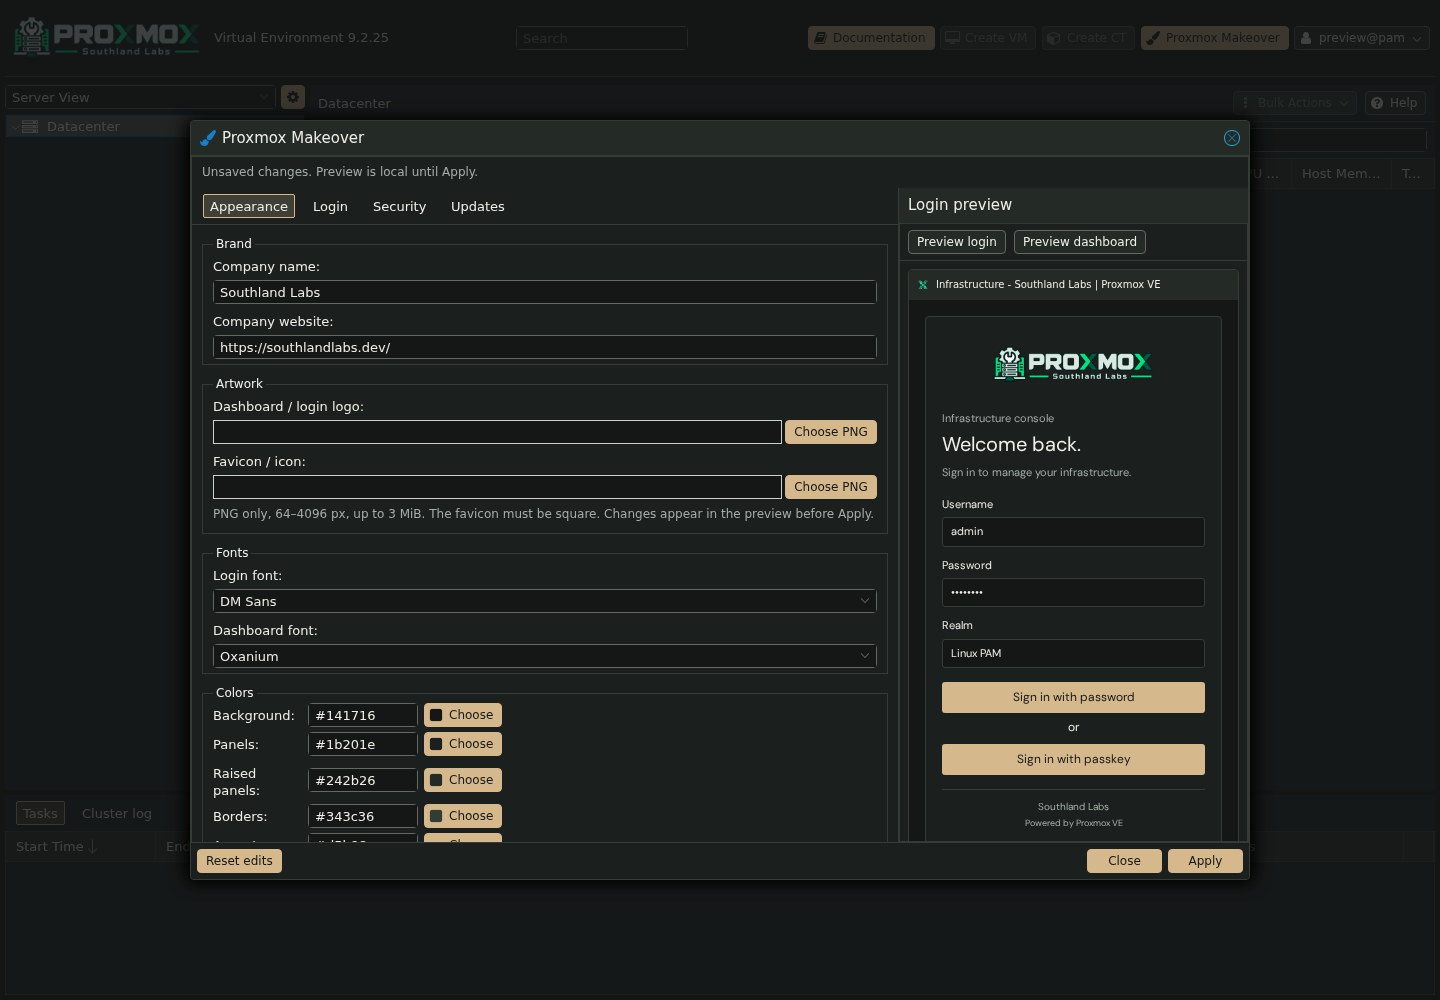 PROXMOX
Southland Labs
Virtual Environment 9.2.25
Search
Documentation
Create VM
Create CT
Proxmox Makeover
preview@pam
Server View
Datacenter
Bulk Actions
Help
Datacenter
Proxmox Makeover
Unsaved changes. Preview is local until Apply.
Appearance
Login
Security
Updates
Brand
Company name:
Southland Labs
Company website:
https://southlandlabs.dev/
Artwork
Dashboard / login logo:
Choose PNG
Favicon / icon:
Choose PNG
PNG only, 64–4096 px, up to 3 MiB. The favicon must be square. Changes appear in the preview before Apply.
Fonts
Login font:
DM Sans
Dashboard font:
Oxanium
Colors
Background:
#141716
Choose
Panels:
#1b201e
Choose
Raised
panels:
#242b26
Choose
Borders:
#343c36
Choose
Reset edits
Login preview
Preview login
Preview dashboard
Infrastructure - Southland Labs | Proxmox VE
PROXMOX
Southland Labs
Infrastructure console
Welcome back.
Sign in to manage your infrastructure.
Username
admin
Password
••••••••
Realm
Linux PAM
Sign in with password
or
Sign in with passkey
Southland Labs
Powered by Proxmox VE
Close
Apply
Host Mem...
T...
Tasks
Cluster log
Start Time